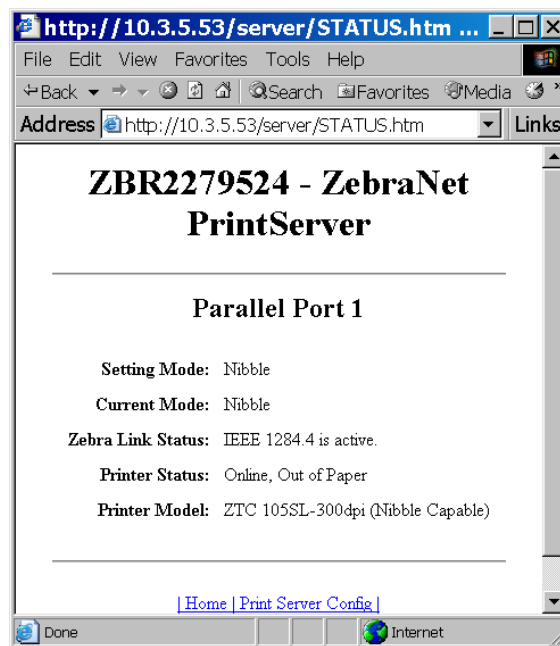 http://10.3.5.53/server/STATUS.htm ...
File Edit View Favorites Tools Help
Back Search Favorites Media »
Address http://10.3.5.53/server/STATUS.htm Links
ZBR2279524 - ZebraNet
PrintServer
Parallel Port 1
Setting Mode: Nibble
Current Mode: Nibble
Zebra Link Status: IEEE 1284.4 is active.
Printer Status: Online, Out of Paper
Printer Model: ZTC 105SL-300dpi (Nibble Capable)
| Home | Print Server Config |
Done Internet